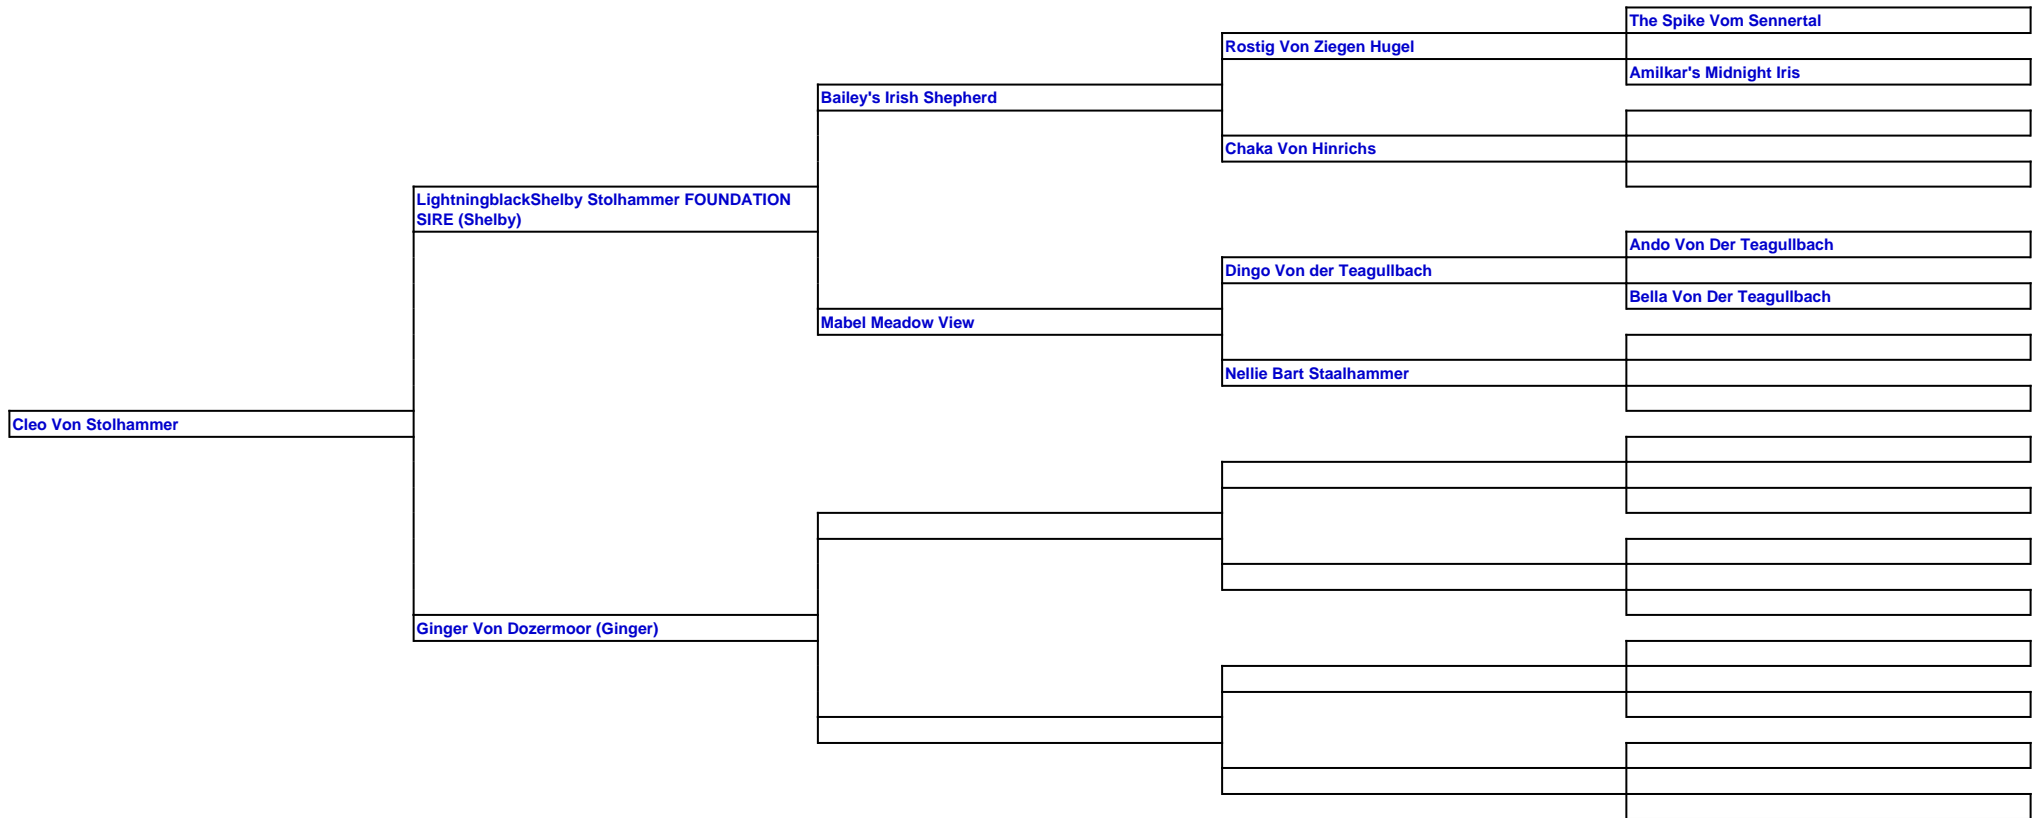 The Spike Vom Sennertal
Rostig Von Ziegen Hugel
Amilkar's Midnight Iris
Bailey's Irish Shepherd
Chaka Von Hinrichs
LightningblackShelby Stolhammer FOUNDATION
SIRE (Shelby)
Ando Von Der Teagullbach
Dingo Von der Teagullbach
Bella Von Der Teagullbach
Mabel Meadow View
Nellie Bart Staalhammer
Cleo Von Stolhammer
Ginger Von Dozermoor (Ginger)